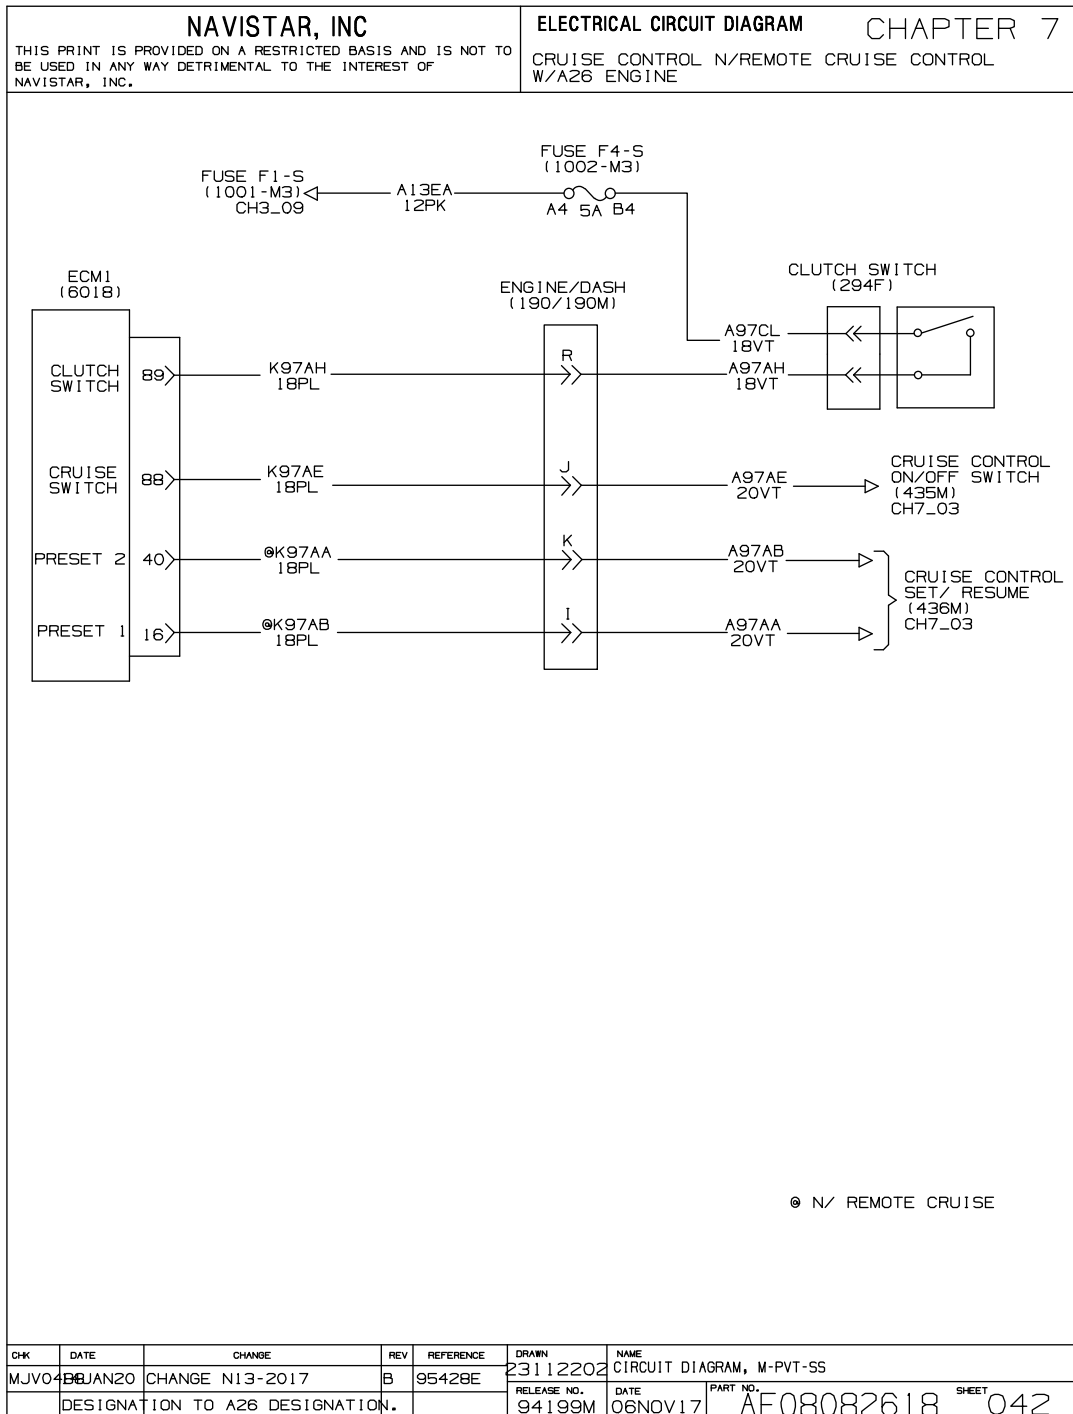 NAVISTAR, INC
THIS PRINT IS PROVIDED ON A RESTRICTED BASIS AND IS NOT TO
BE USED IN ANY WAY DETRIMENTAL TO THE INTEREST OF
NAVISTAR, INC.
ELECTRICAL CIRCUIT DIAGRAM
CHAPTER 7
CRUISE CONTROL N/REMOTE CRUISE CONTROL
W/A26 ENGINE
FUSE F4-S
(1002-M3)
FUSE F1-S
(1001-M3)
CH3_09
A13EA
12PK
A4 5A B4
ECM1
(6018)
ENGINE/DASH
(190/190M)
CLUTCH SWITCH
(294F)
A97CL
18VT
CLUTCH
SWITCH
89
K97AH
18PL
R
A97AH
18VT
CRUISE
SWITCH
88
K97AE
18PL
J
A97AE
20VT
CRUISE CONTROL
ON/OFF SWITCH
(435M)
CH7_03
PRESET 2
40
@K97AA
18PL
K
A97AB
20VT
CRUISE CONTROL
SET/ RESUME
(436M)
CH7_03
PRESET 1
16
@K97AB
18PL
I
A97AA
20VT
@ N/ REMOTE CRUISE
CHK DATE CHANGE REV REFERENCE DRAWN NAME
CHANGE N13-2017 B 95428E 23112202 CIRCUIT DIAGRAM, M-PVT-SS
DESIGNATION TO A26 DESIGNATION.
RELEASE NO. DATE PART NO. SHEET
94199M 06NOV17 AF08082618 042